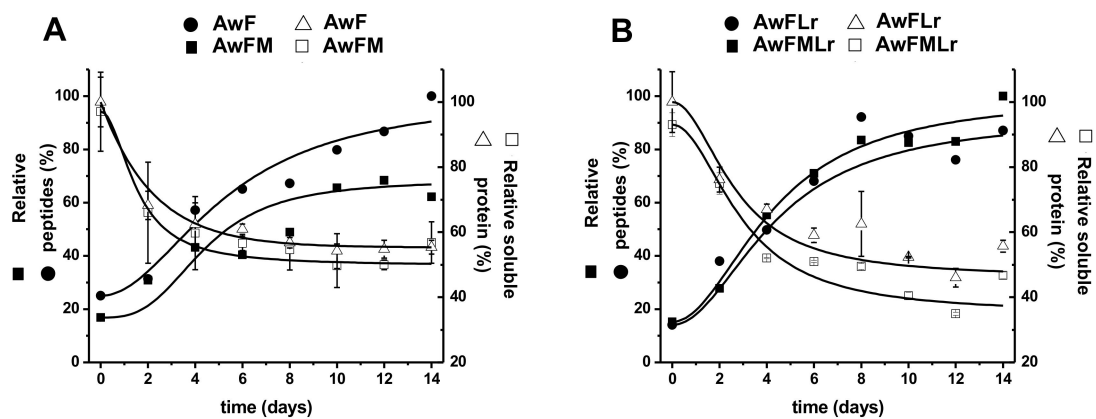 A
AwF AwF
AwFM AwFM
100
80
60
40
20
0
Relative
peptides (%)
100
80
60
40
20
Relative soluble
protein (%)
0 2 4 6 8 10 12 14
time (days)
B
AwFLr AwFLr
AwFMLr AwFMLr
100
80
60
40
20
0
Relative
peptides (%)
100
80
60
40
20
Relative soluble
protein (%)
0 2 4 6 8 10 12 14
time (days)